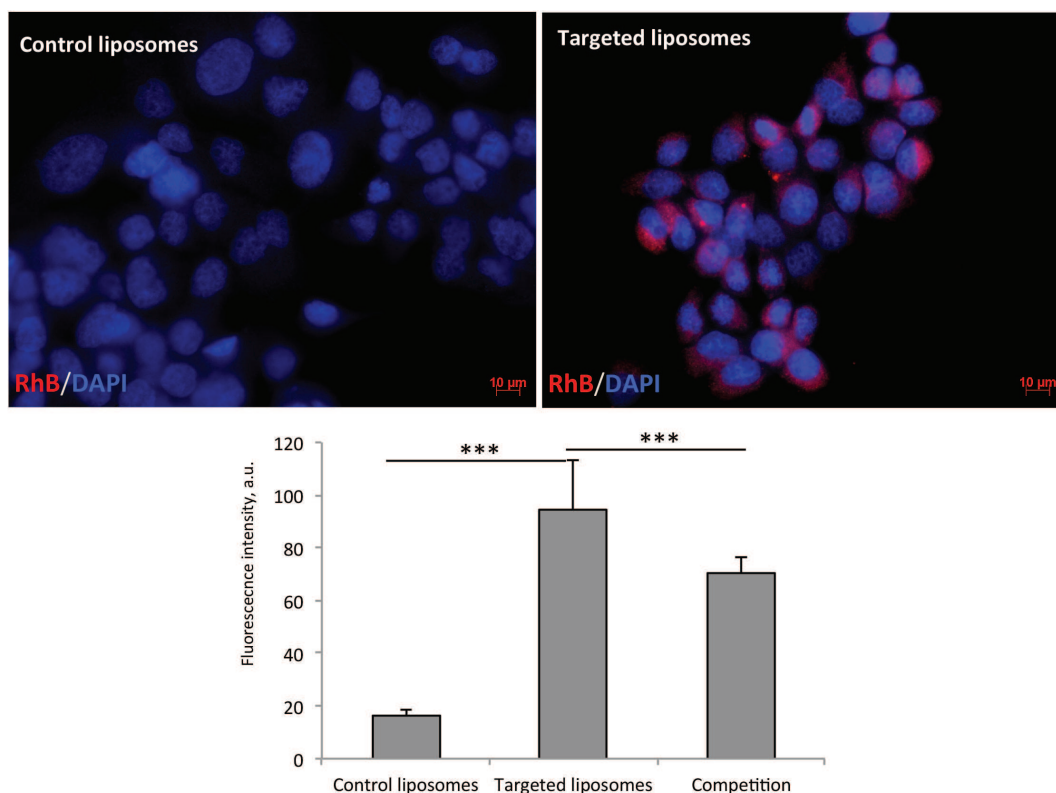 Control liposomes
Targeted liposomes
RhB/DAPI
10 μm
RhB/DAPI
10 μm
***
***
120
100
80
60
40
20
0
Fluorescecnce intensity, a.u.
Control liposomes
Targeted liposomes
Competition